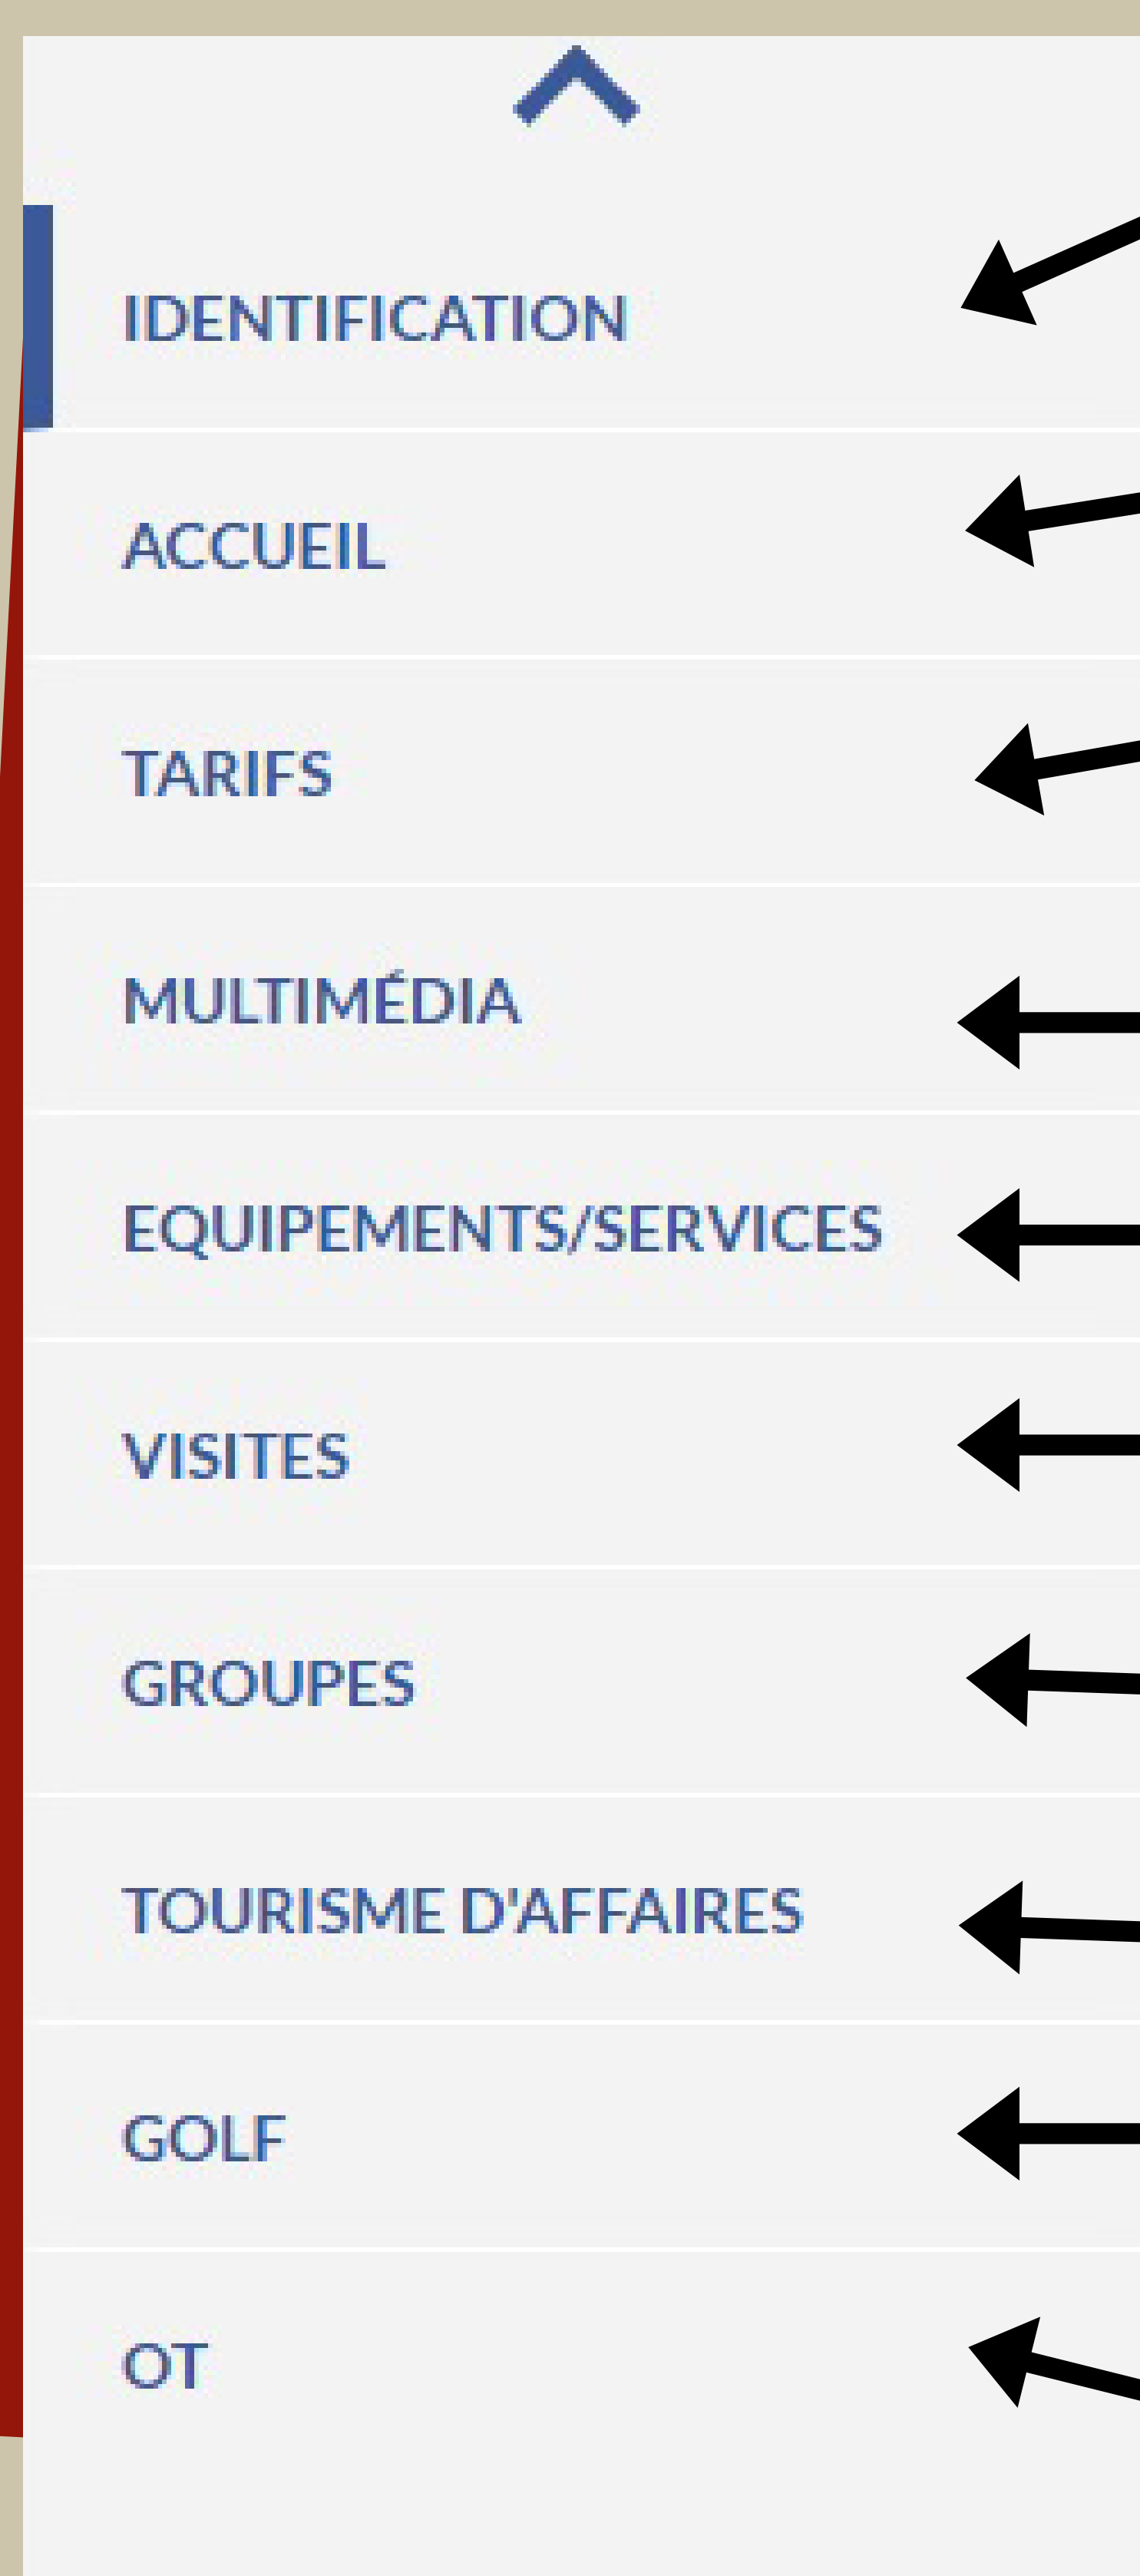 IDENTIFICATION
ACCUEIL
TARIFS
MULTIMÉDIA
EQUIPEMENTS/SERVICES
VISITES
GROUPES
TOURISME D'AFFAIRES
GOLF
OT